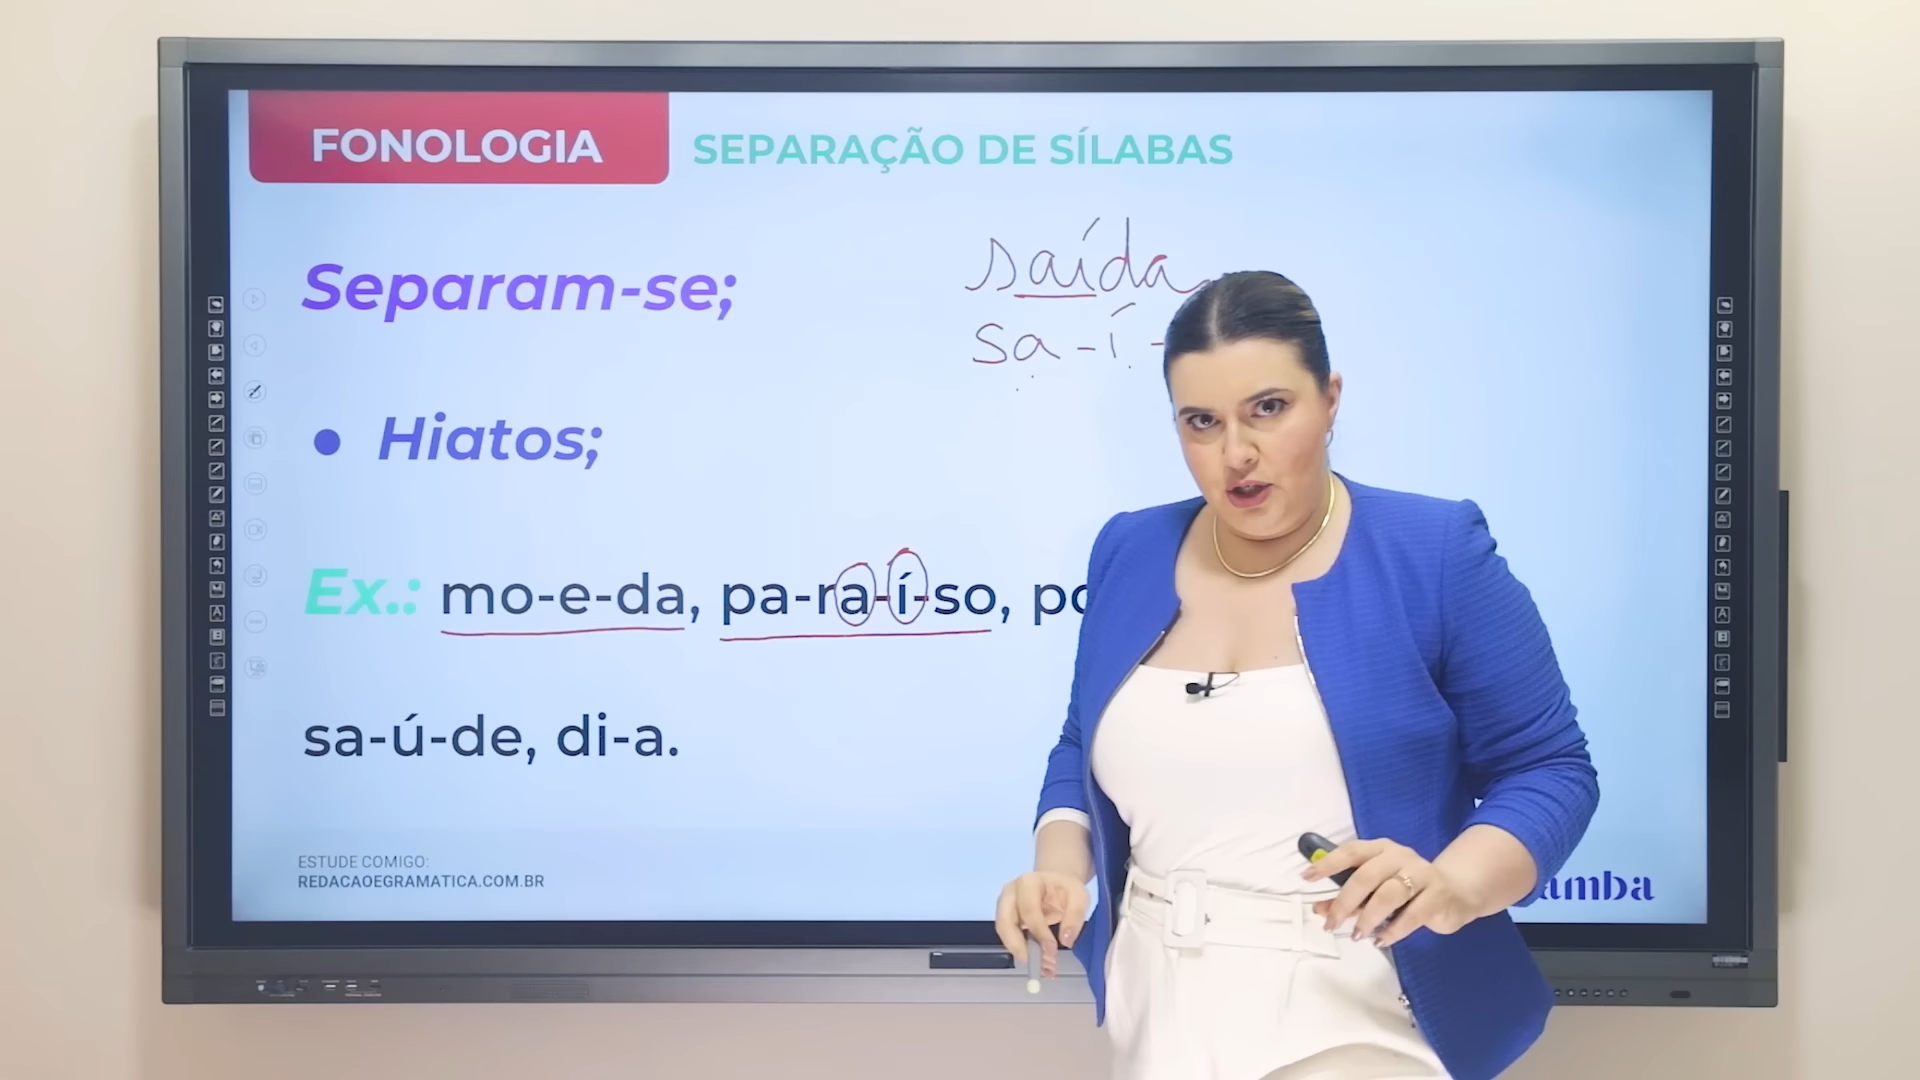 FONOLOGIA
SEPARAÇÃO DE SÍLABAS
saída
sa-í-
Separam-se;
• Hiatos;
Ex.: mo-e-da, pa-ra-í-so,
sa-ú-de, di-a.
ESTUDE COMIGO:
REDACAOEGRAMATICA.COM.BR